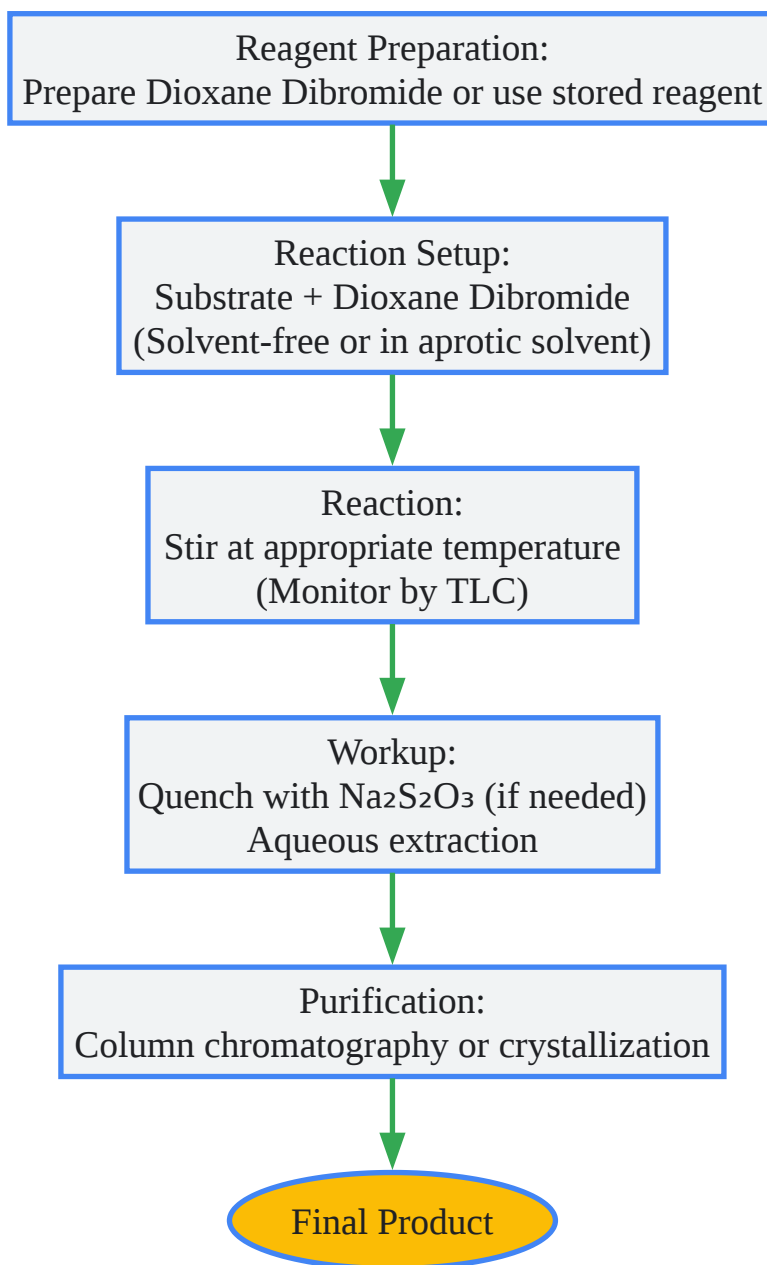 Reagent Preparation:
Prepare Dioxane Dibromide or use stored reagent
Reaction Setup:
Substrate + Dioxane Dibromide
(Solvent-free or in aprotic solvent)
Reaction:
Stir at appropriate temperature
(Monitor by TLC)
Workup:
Quench with Na₂S₂O₃ (if needed)
Aqueous extraction
Purification:
Column chromatography or crystallization
Final Product